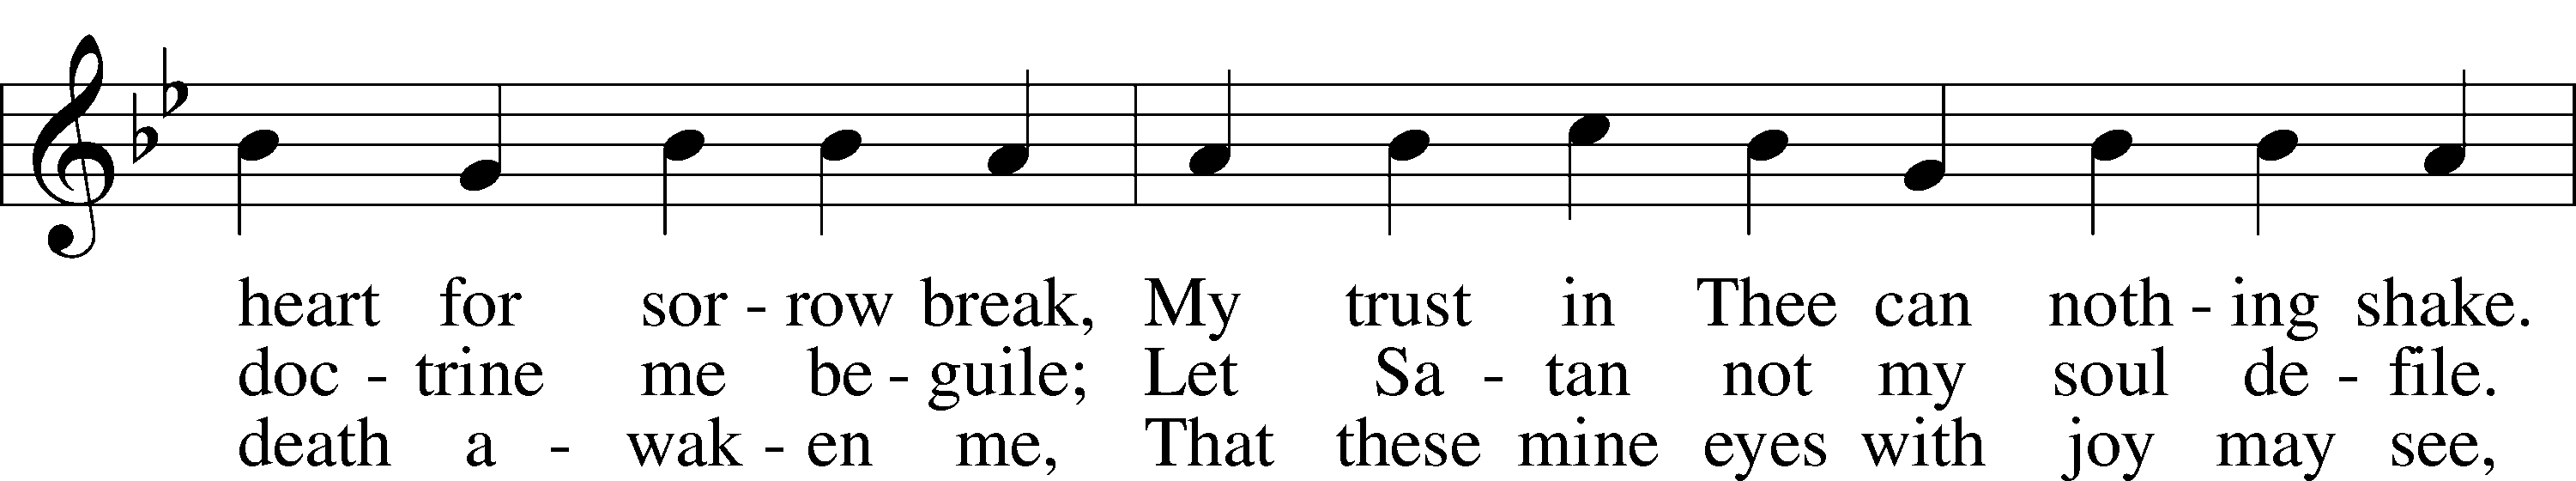 heart for sor - row break, My trust in Thee can noth - ing shake.
doc - trine me be - guile; Let Sa - tan not my soul de - file.
death a - wak - en me, That these mine eyes with joy may see,